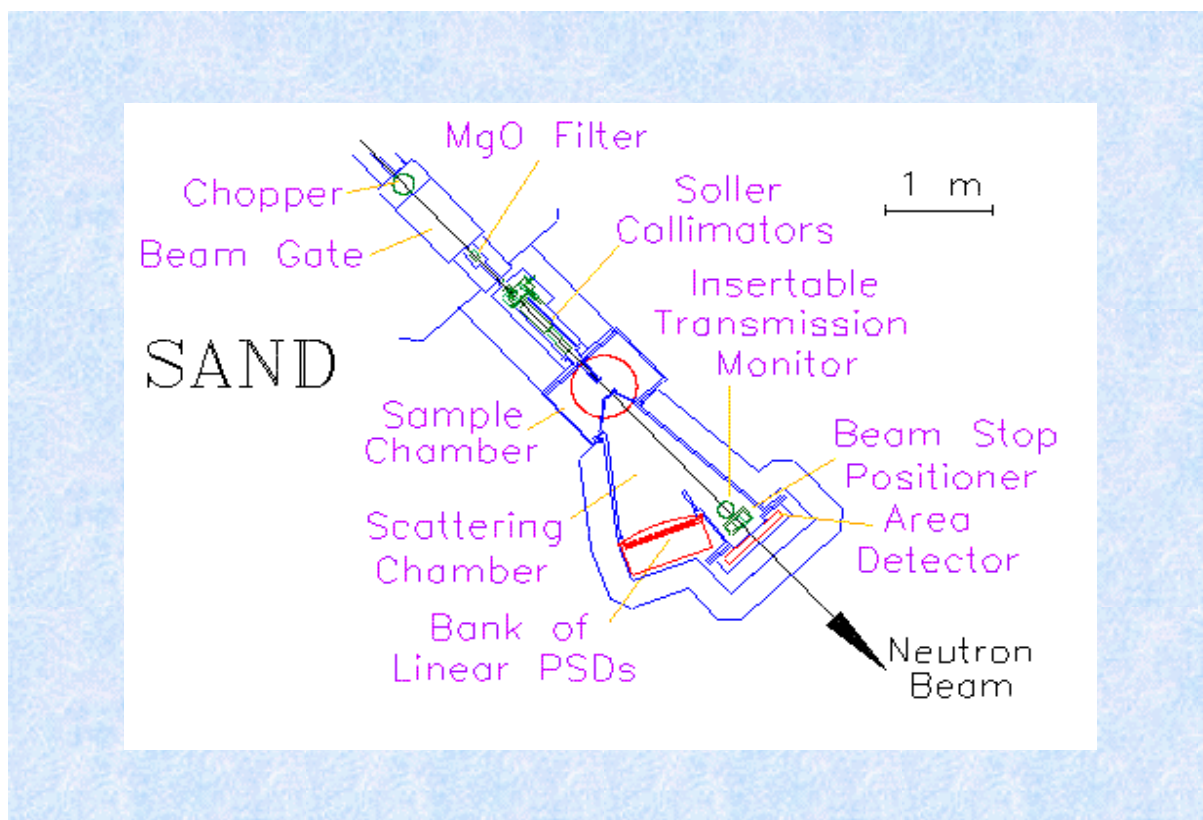 MgO Filter
Chopper
Soller
Collimators
1 m
Beam Gate
Insertable
Transmission
Monitor
SAND
Sample
Chamber
Beam Stop
Positioner
Scattering
Chamber
Area
Detector
Bank of
Linear PSDs
Neutron
Beam